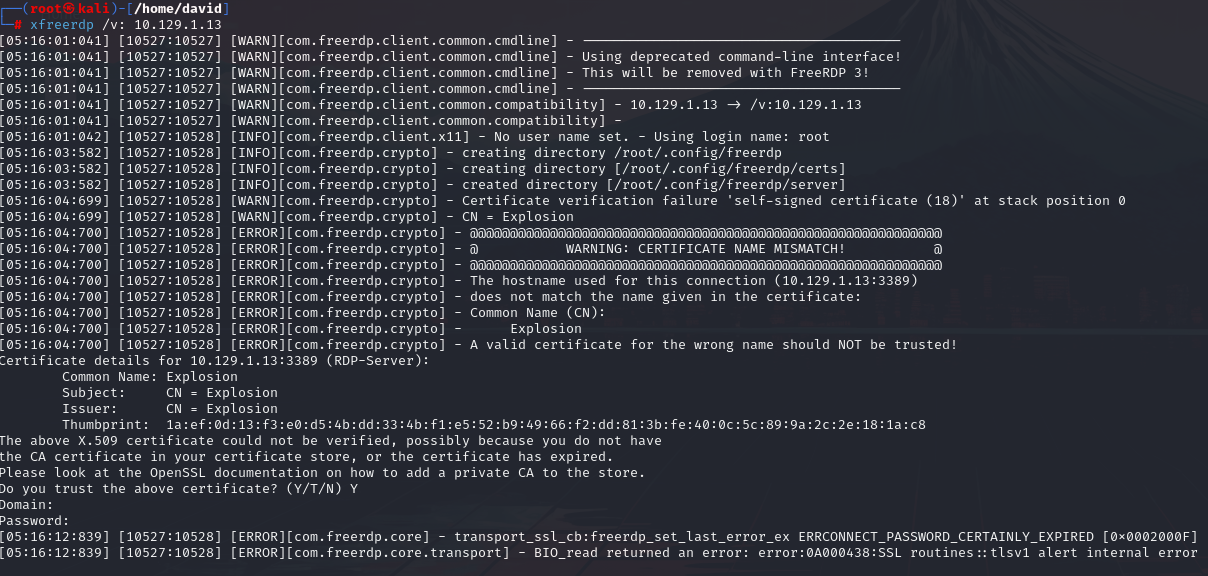 ┌──(root㉿kali)-[/home/david]
└─# xfreerdp /v: 10.129.1.13
[05:16:01:041] [10527:10527] [WARN][com.freerdp.client.common.cmdline] - ----------------------------------------
[05:16:01:041] [10527:10527] [WARN][com.freerdp.client.common.cmdline] - Using deprecated command-line interface!
[05:16:01:041] [10527:10527] [WARN][com.freerdp.client.common.cmdline] - This will be removed with FreeRDP 3!
[05:16:01:041] [10527:10527] [WARN][com.freerdp.client.common.cmdline] - ----------------------------------------
[05:16:01:041] [10527:10527] [WARN][com.freerdp.client.common.compatibility] - 10.129.1.13 -> /v:10.129.1.13
[05:16:01:041] [10527:10527] [WARN][com.freerdp.client.common.compatibility] -
[05:16:01:042] [10527:10528] [INFO][com.freerdp.client.x11] - No user name set. - Using login name: root
[05:16:03:582] [10527:10528] [INFO][com.freerdp.crypto] - creating directory /root/.config/freerdp
[05:16:03:582] [10527:10528] [INFO][com.freerdp.crypto] - creating directory [/root/.config/freerdp/certs]
[05:16:03:582] [10527:10528] [INFO][com.freerdp.crypto] - created directory [/root/.config/freerdp/server]
[05:16:04:699] [10527:10528] [WARN][com.freerdp.crypto] - Certificate verification failure 'self-signed certificate (18)' at stack position 0
[05:16:04:699] [10527:10528] [WARN][com.freerdp.crypto] - CN = Explosion
[05:16:04:700] [10527:10528] [ERROR][com.freerdp.crypto] - @@@@@@@@@@@@@@@@@@@@@@@@@@@@@@@@@@@@@@@@@@@@@@@@@@@@@@@@@@@
[05:16:04:700] [10527:10528] [ERROR][com.freerdp.crypto] - @           WARNING: CERTIFICATE NAME MISMATCH!           @
[05:16:04:700] [10527:10528] [ERROR][com.freerdp.crypto] - @@@@@@@@@@@@@@@@@@@@@@@@@@@@@@@@@@@@@@@@@@@@@@@@@@@@@@@@@@@
[05:16:04:700] [10527:10528] [ERROR][com.freerdp.crypto] - The hostname used for this connection (10.129.1.13:3389)
[05:16:04:700] [10527:10528] [ERROR][com.freerdp.crypto] - does not match the name given in the certificate:
[05:16:04:700] [10527:10528] [ERROR][com.freerdp.crypto] - Common Name (CN):
[05:16:04:700] [10527:10528] [ERROR][com.freerdp.crypto] -      Explosion
[05:16:04:700] [10527:10528] [ERROR][com.freerdp.crypto] - A valid certificate for the wrong name should NOT be trusted!
Certificate details for 10.129.1.13:3389 (RDP-Server):
        Common Name: Explosion
        Subject:     CN = Explosion
        Issuer:      CN = Explosion
        Thumbprint:  1a:ef:0d:13:f3:e0:d5:4b:dd:33:4b:f1:e5:52:b9:49:66:f2:dd:81:3b:fe:40:0c:5c:89:9a:2c:2e:18:1a:c8
The above X.509 certificate could not be verified, possibly because you do not have
the CA certificate in your certificate store, or the certificate has expired.
Please look at the OpenSSL documentation on how to add a private CA to the store.
Do you trust the above certificate? (Y/T/N) Y
Domain:
Password:
[05:16:12:839] [10527:10528] [ERROR][com.freerdp.core] - transport_ssl_cb:freerdp_set_last_error_ex ERRCONNECT_PASSWORD_CERTAINLY_EXPIRED [0x0002000F]
[05:16:12:839] [10527:10528] [ERROR][com.freerdp.core.transport] - BIO_read returned an error: error:0A000438:SSL routines::tlsv1 alert internal error